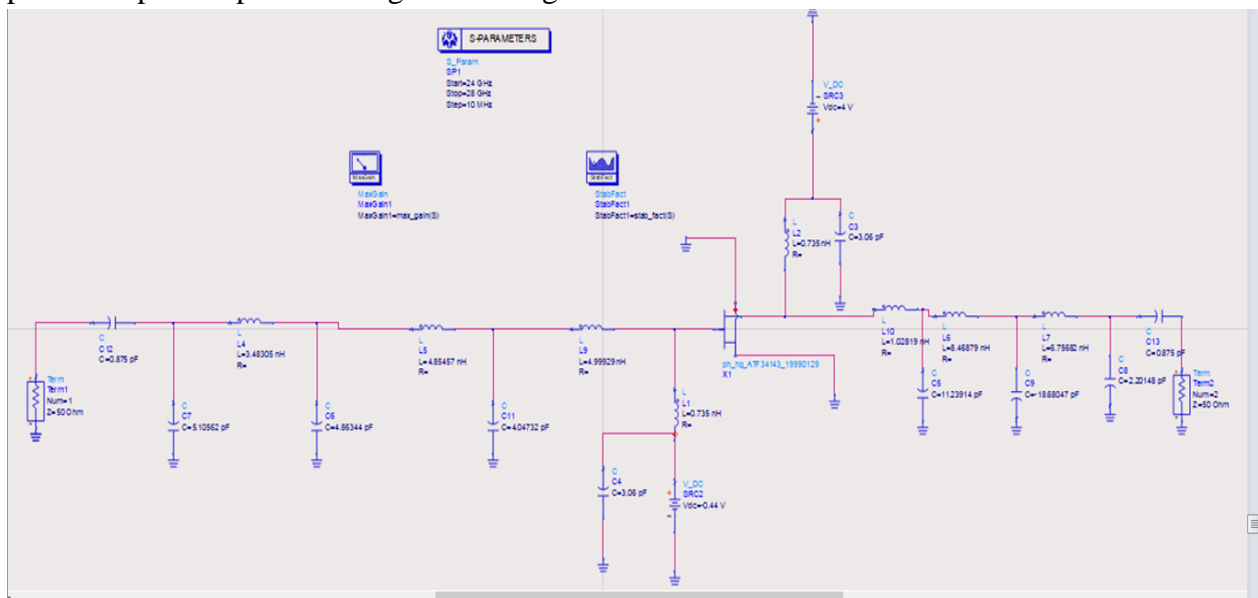 S-PARAMETERS
S_Param
SP1
Start=24 GHz
Stop=28 GHz
Step=10 MHz
MaxGain
MaxGain
MaxGain1
MaxGain1=max_gain(S)
StabFact
StabFact
StabFact1
StabFact1=stab_fact(S)
V_DC
SRC3
Vdc=4 V
L
L2
L=0.735 nH
R=
C
C3
C=3.06 pF
C
C12
C=0.875 pF
L
L4
L=3.48305 nH
R=
L
L5
L=4.85457 nH
R=
L
L9
L=4.99929 nH
R=
ph_hp_ATF34143_19990129
X1
L
L10
L=1.02819 nH
R=
L
L6
L=8.46879 nH
R=
L
L7
L=6.75682 nH
R=
C
C13
C=0.875 pF
Term
Term1
Num=1
Z=50 Ohm
C
C7
C=5.10562 pF
C
C6
C=4.86344 pF
C
C11
C=4.04732 pF
L
L1
L=0.735 nH
R=
C
C5
C=11.23914 pF
C
C9
C=-18.68047 pF
C
C8
C=2.20148 pF
Term
Term2
Num=2
Z=50 Ohm
C
C4
C=3.06 pF
V_DC
SRC2
Vdc=-0.44 V